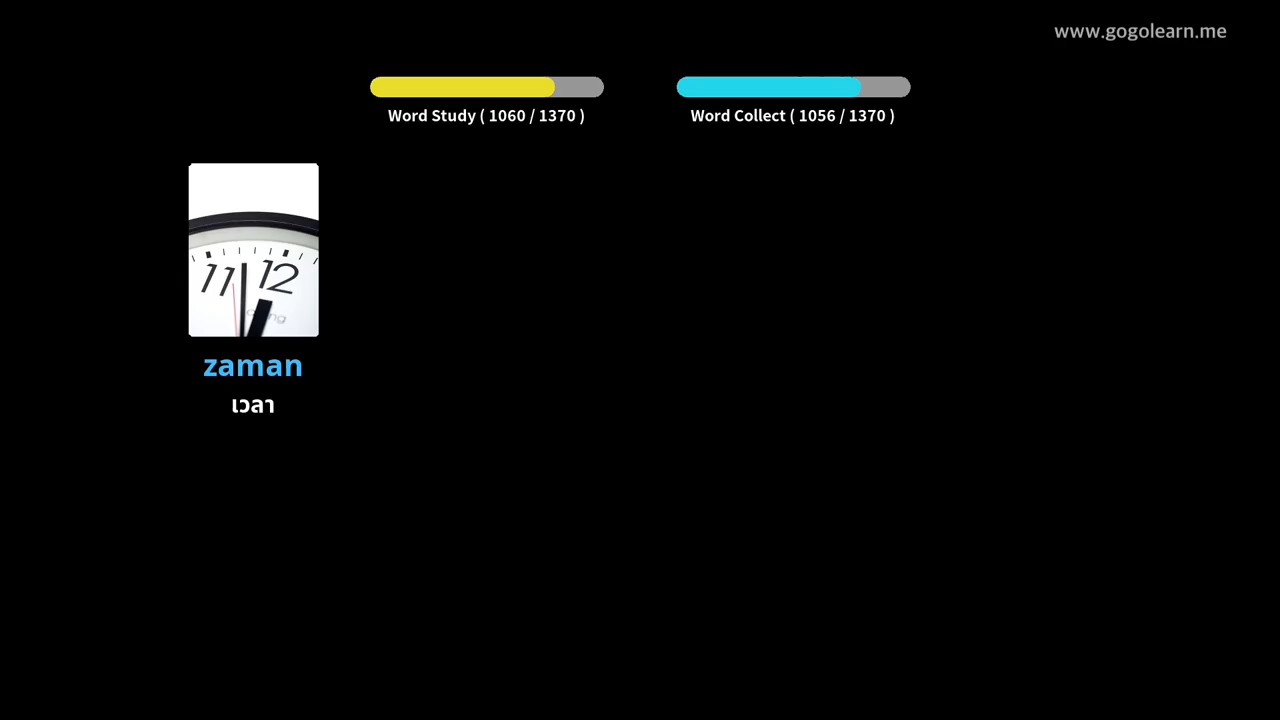 www.gogolearn.me
Word Study ( 1060 / 1370 )
Word Collect ( 1056 / 1370 )
11 12
zaman
เวลา